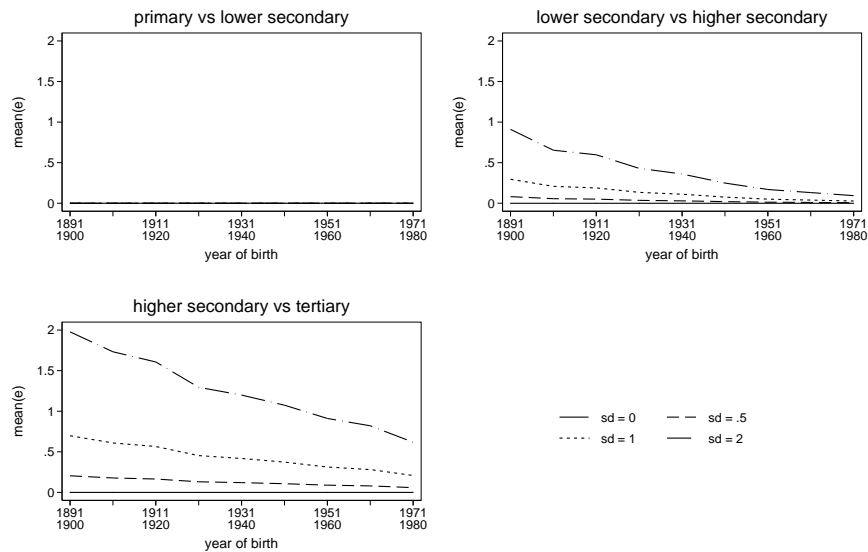 primary vs lower secondary
lower secondary vs higher secondary
2
1.5
1
.5
0
mean(e)
1891 1911 1931 1951 1971
1900 1920 1940 1960 1980
year of birth
2
1.5
1
.5
0
mean(e)
1891 1911 1931 1951 1971
1900 1920 1940 1960 1980
year of birth
higher secondary vs tertiary
2
1.5
1
.5
0
mean(e)
1891 1911 1931 1951 1971
1900 1920 1940 1960 1980
year of birth
sd = 0 sd = .5
sd = 1 sd = 2